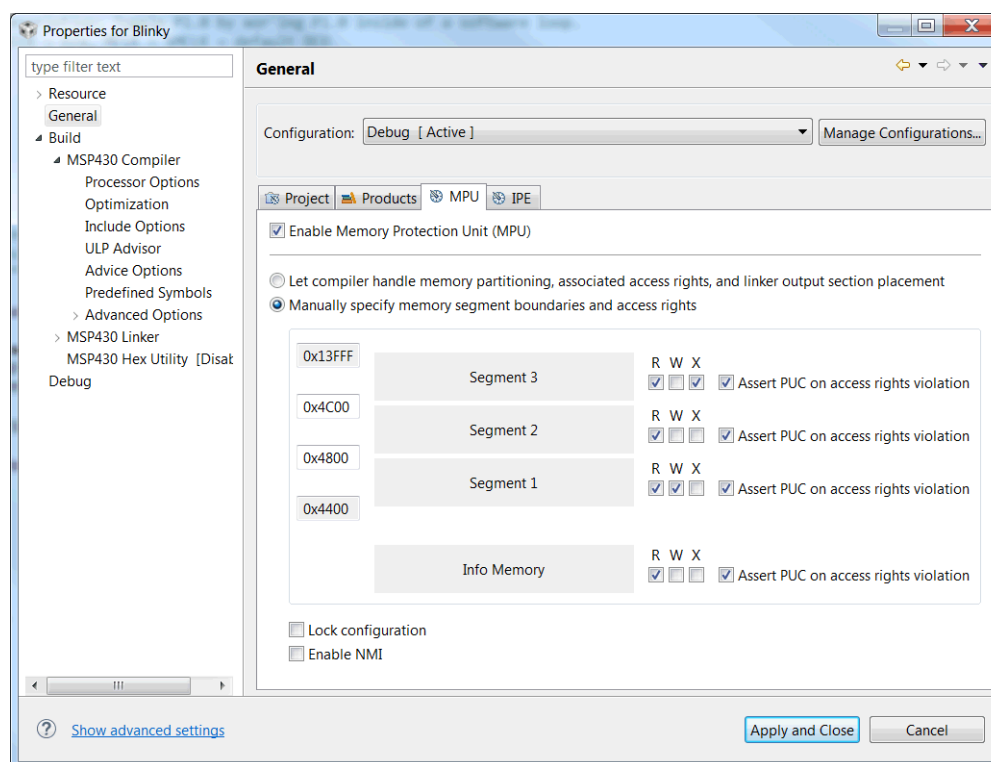 Properties for Blinky
type filter text
General
Resource
General
Build
MSP430 Compiler
Processor Options
Optimization
Include Options
ULP Advisor
Advice Options
Predefined Symbols
Advanced Options
MSP430 Linker
MSP430 Hex Utility [Disab
Debug
Configuration: Debug [ Active ] Manage Configurations...
Project Products MPU IPE
Enable Memory Protection Unit (MPU)
Let compiler handle memory partitioning, associated access rights, and linker output section placement
Manually specify memory segment boundaries and access rights
0x13FFF
R W X
Segment 3 Assert PUC on access rights violation
0x4C00
R W X
Segment 2 Assert PUC on access rights violation
0x4800
R W X
Segment 1 Assert PUC on access rights violation
0x4400
R W X
Info Memory Assert PUC on access rights violation
Lock configuration
Enable NMI
Show advanced settings Apply and Close Cancel